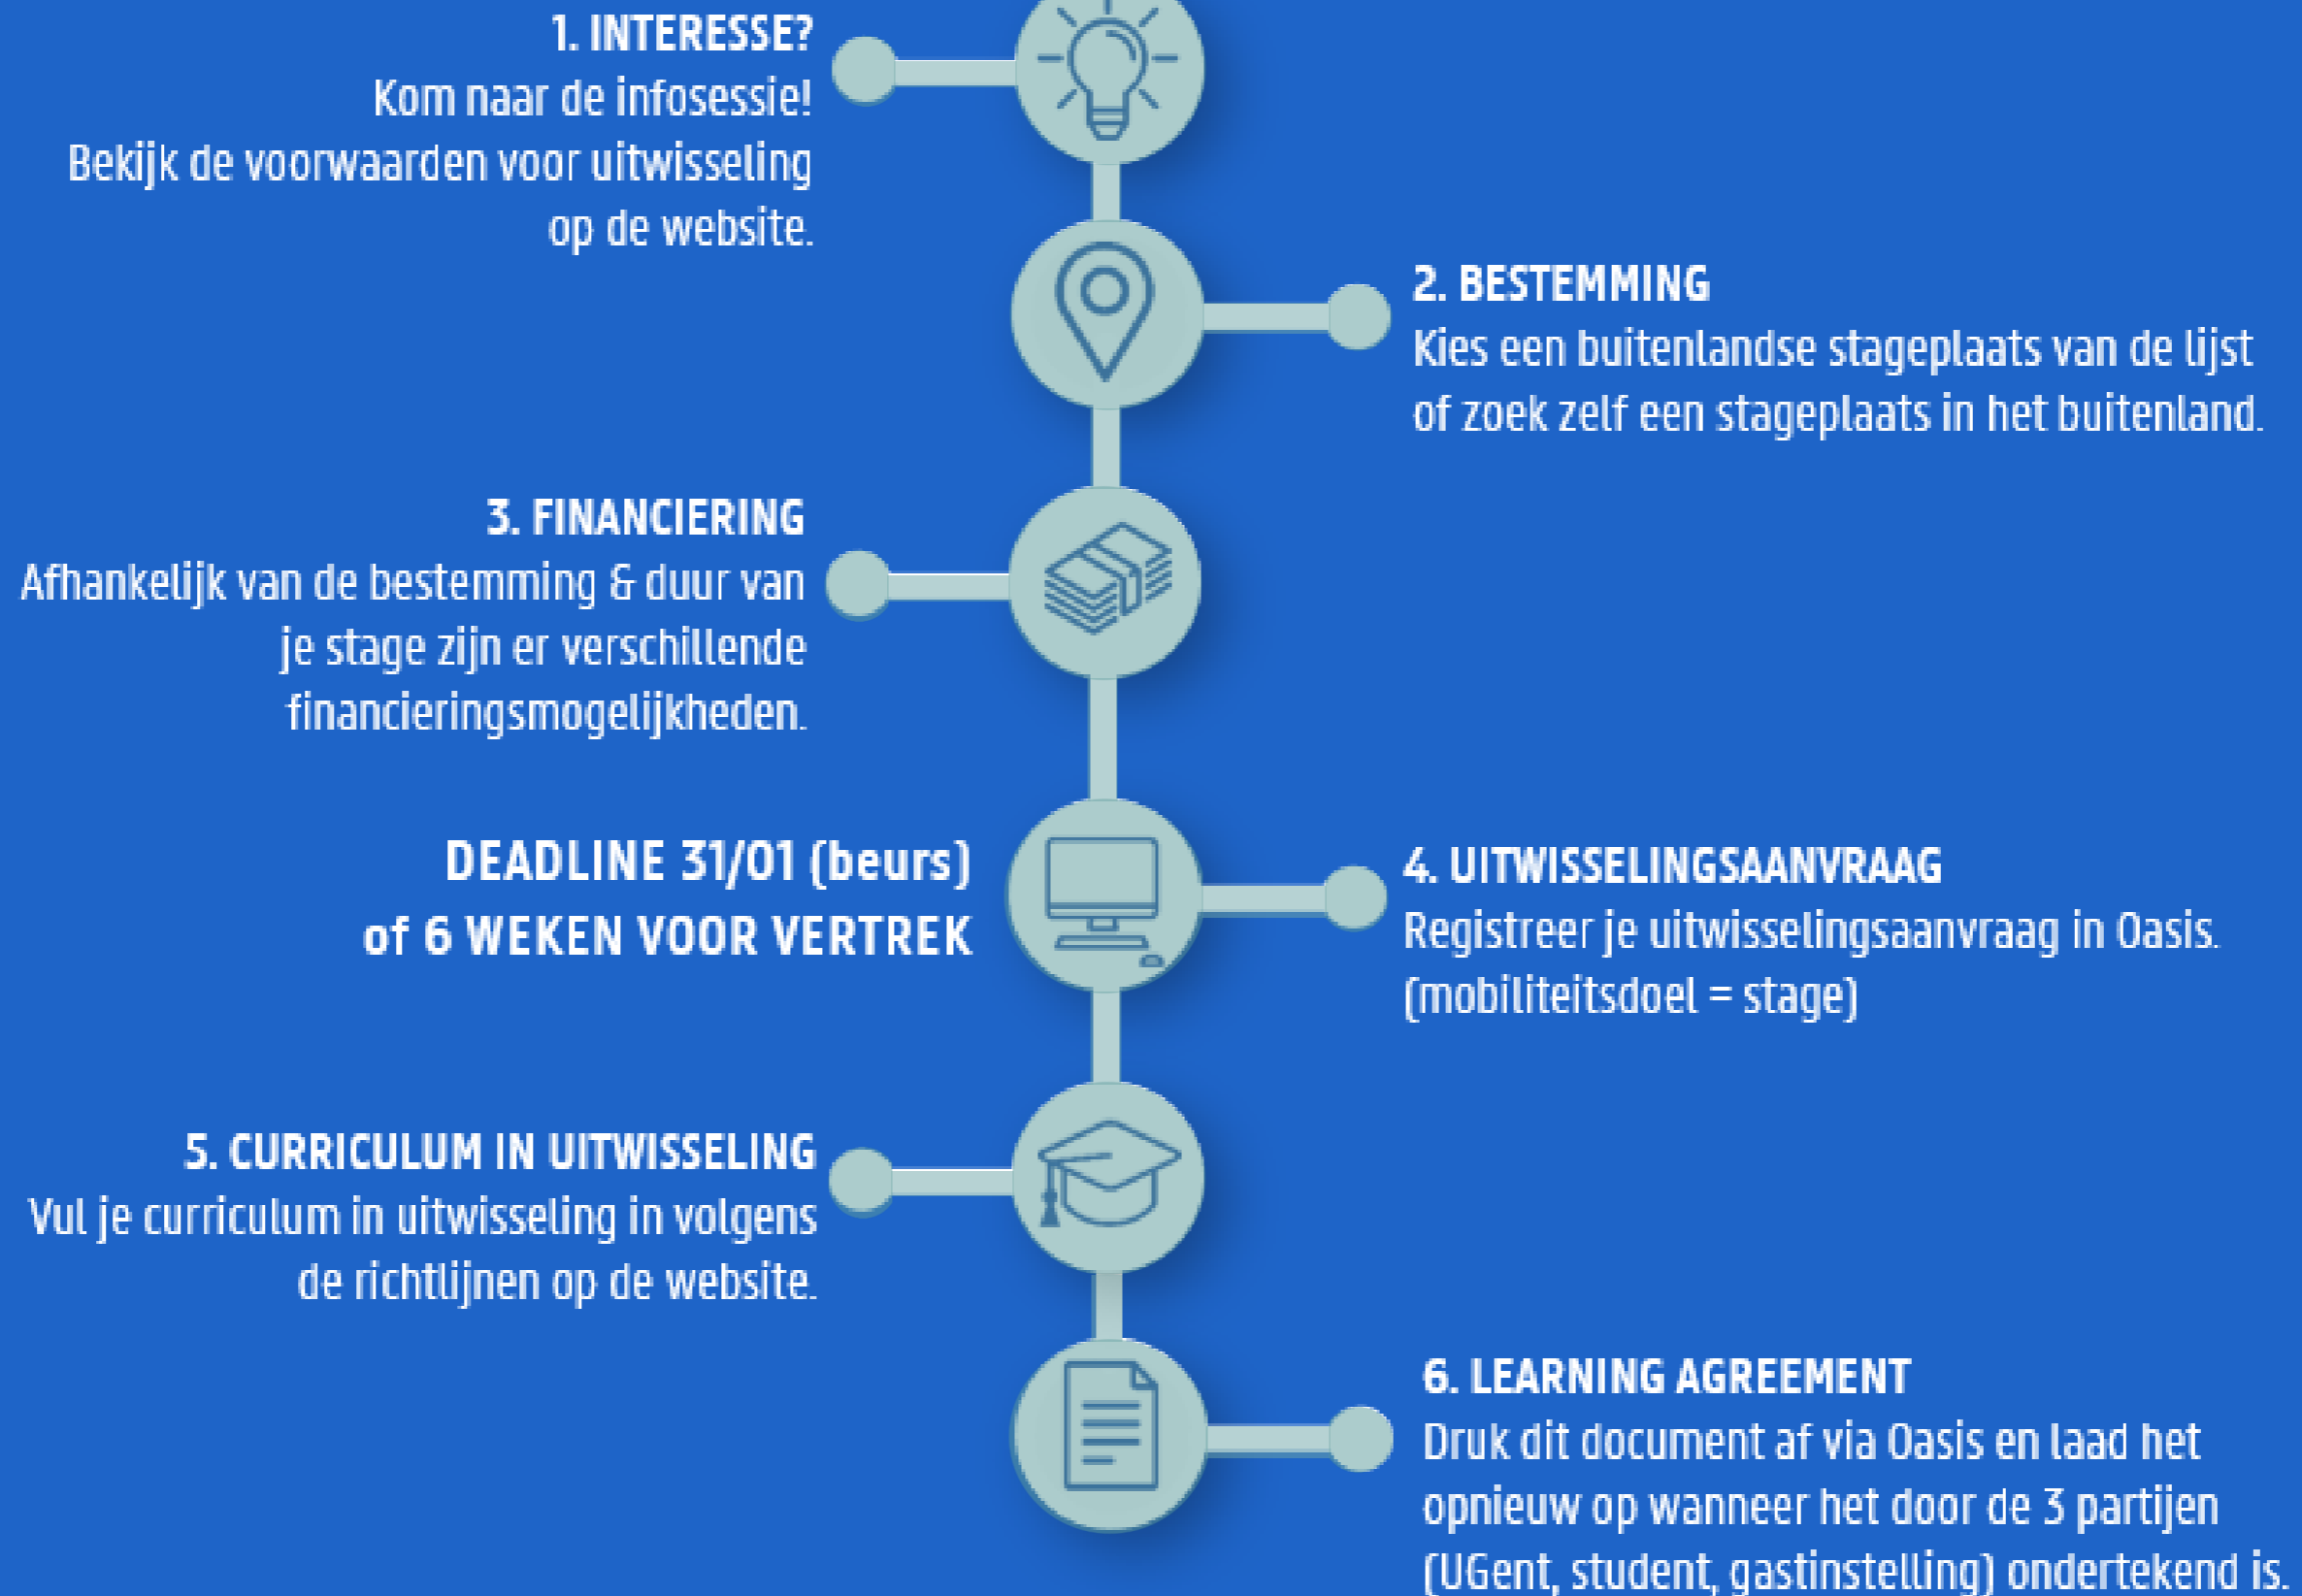 1. INTERESSE?
Kom naar de infosessie!
Bekijk de voorwaarden voor uitwisseling
op de website.
2. BESTEMMING
Kies een buitenlandse stageplaats van de lijst
of zoek zelf een stageplaats in het buitenland.
3. FINANCIERING
Afhankelijk van de bestemming & duur van
je stage zijn er verschillende
financieringsmogelijkheden.
DEADLINE 31/01 (beurs)
of 6 WEKEN VOOR VERTREK
4. UITWISSELINGSAANVRAAG
Registreer je uitwisselingsaanvraag in Oasis.
(mobiliteitsdoel = stage)
5. CURRICULUM IN UITWISSELING
Vul je curriculum in uitwisseling in volgens
de richtlijnen op de website.
6. LEARNING AGREEMENT
Druk dit document af via Oasis en laad het
opnieuw op wanneer het door de 3 partijen
(UGent, student, gastinstelling) ondertekend is.